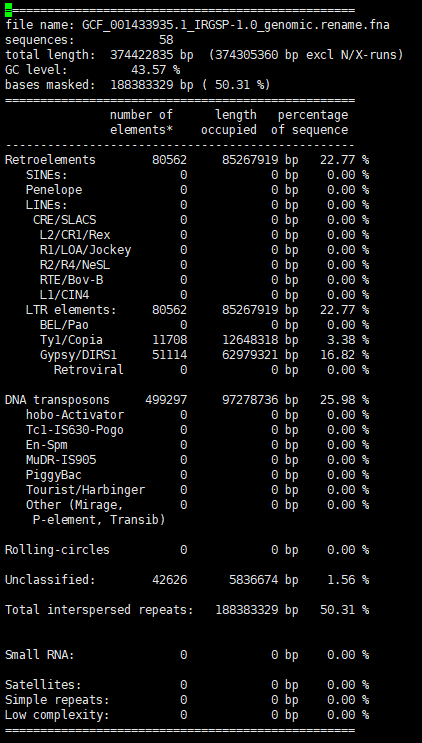 ==================================================
file name: GCF_001433935.1_IRGSP-1.0_genomic.rename.fna
sequences:            58
total length:  374422835 bp  (374305360 bp excl N/X-runs)
GC level:         43.57 %
bases masked:  188383329 bp ( 50.31 %)
==================================================
               number of      length   percentage
               elements*    occupied  of sequence
--------------------------------------------------
Retroelements        80562     85267919 bp   22.77 %
   SINEs:                0            0 bp    0.00 %
   Penelope              0            0 bp    0.00 %
   LINEs:                0            0 bp    0.00 %
    CRE/SLACS            0            0 bp    0.00 %
     L2/CR1/Rex          0            0 bp    0.00 %
     R1/LOA/Jockey       0            0 bp    0.00 %
     R2/R4/NeSL          0            0 bp    0.00 %
     RTE/Bov-B           0            0 bp    0.00 %
     L1/CIN4             0            0 bp    0.00 %
   LTR elements:     80562     85267919 bp   22.77 %
     BEL/Pao             0            0 bp    0.00 %
     Ty1/Copia       11708     12648318 bp    3.38 %
     Gypsy/DIRS1     51114     62979321 bp   16.82 %
       Retroviral        0            0 bp    0.00 %
DNA transposons     499297     97278736 bp   25.98 %
   hobo-Activator        0            0 bp    0.00 %
   Tc1-IS630-Pogo        0            0 bp    0.00 %
   En-Spm                0            0 bp    0.00 %
   MuDR-IS905            0            0 bp    0.00 %
   PiggyBac              0            0 bp    0.00 %
   Tourist/Harbinger     0            0 bp    0.00 %
   Other (Mirage,        0            0 bp    0.00 %
    P-element, Transib)
Rolling-circles          0            0 bp    0.00 %
Unclassified:        42626      5836674 bp    1.56 %
Total interspersed repeats:   188383329 bp   50.31 %
Small RNA:               0            0 bp    0.00 %
Satellites:              0            0 bp    0.00 %
Simple repeats:          0            0 bp    0.00 %
Low complexity:          0            0 bp    0.00 %
==================================================